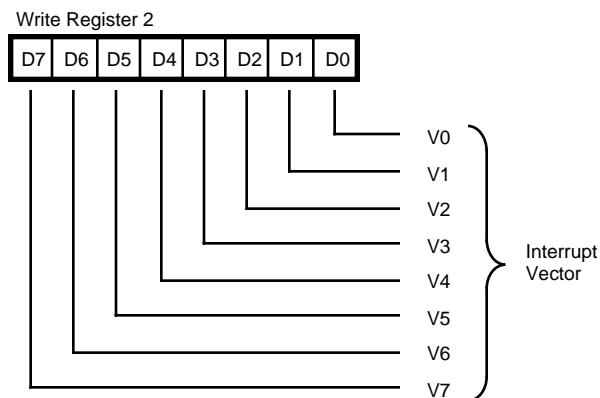 Write Register 2
D7 D6 D5 D4 D3 D2 D1 D0
V0
V1
V2
V3
V4
V5
V6
V7
Interrupt
Vector